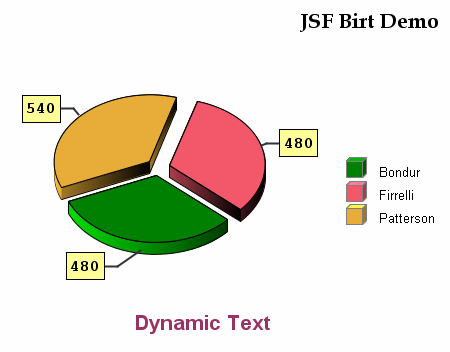 JSF Birt Demo
540
480
Bondur
Firrelli
Patterson
480
Dynamic Text